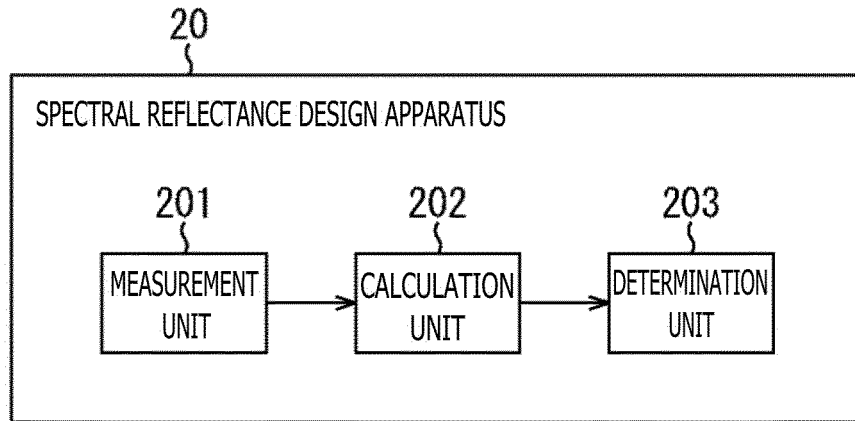 20
SPECTRAL REFLECTANCE DESIGN APPARATUS
201
202
203
MEASUREMENT
UNIT
CALCULATION
UNIT
DETERMINATION
UNIT